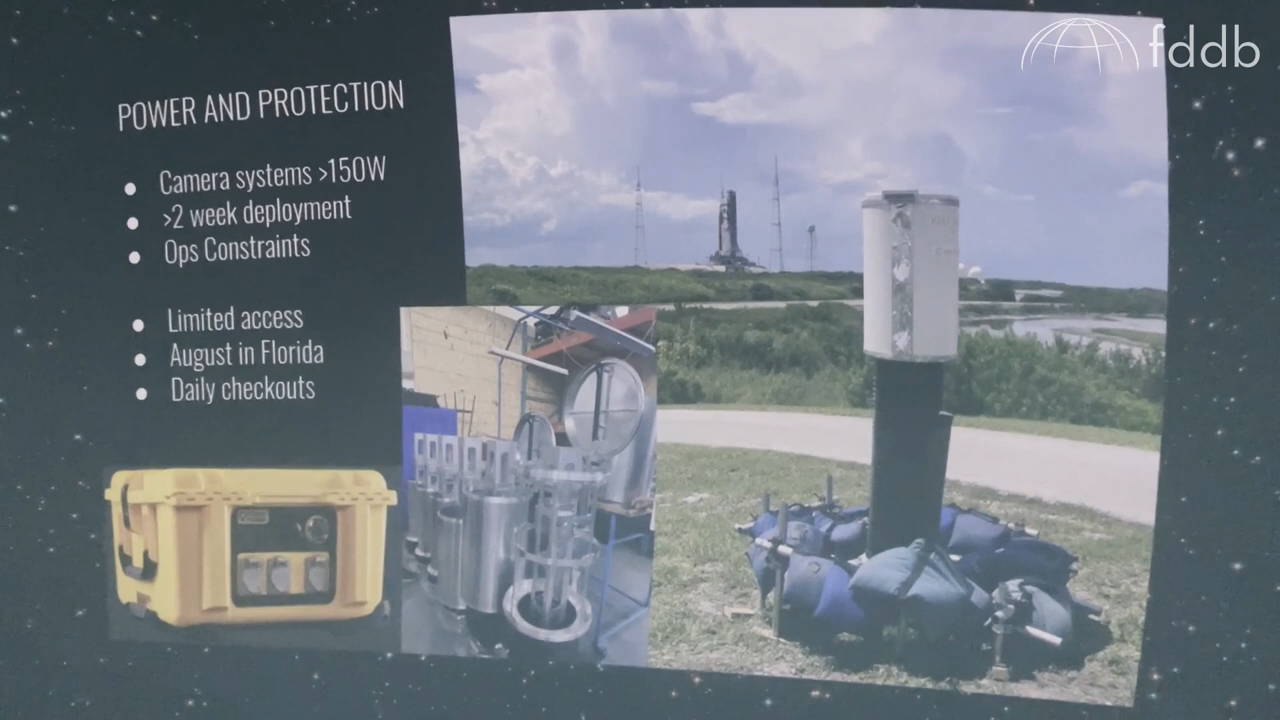 fddb
POWER AND PROTECTION
Camera systems >150W
>2 week deployment
Ops Constraints
Limited access
August in Florida
Daily checkouts